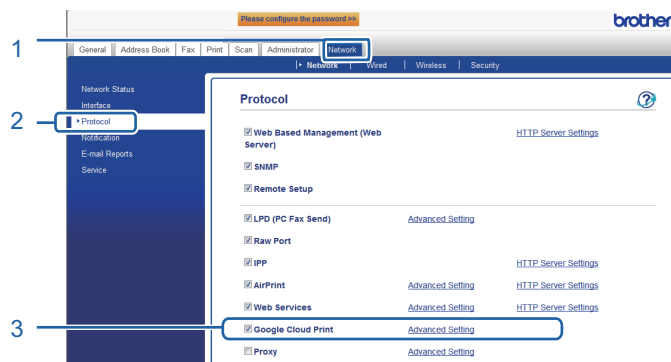 Please configure the password >>
brother
1
General Address Book Fax Print Scan Administrator Network
Network Wired Wireless Security
Network Status
Interface
2
Protocol
Notification
E-mail Reports
Service
Protocol
Web Based Management (Web Server) HTTP Server Settings
SNMP
Remote Setup
LPD (PC Fax Send) Advanced Setting
Raw Port
IPP HTTP Server Settings
AirPrint Advanced Setting HTTP Server Settings
Web Services Advanced Setting HTTP Server Settings
3
Google Cloud Print Advanced Setting
Proxy Advanced Setting